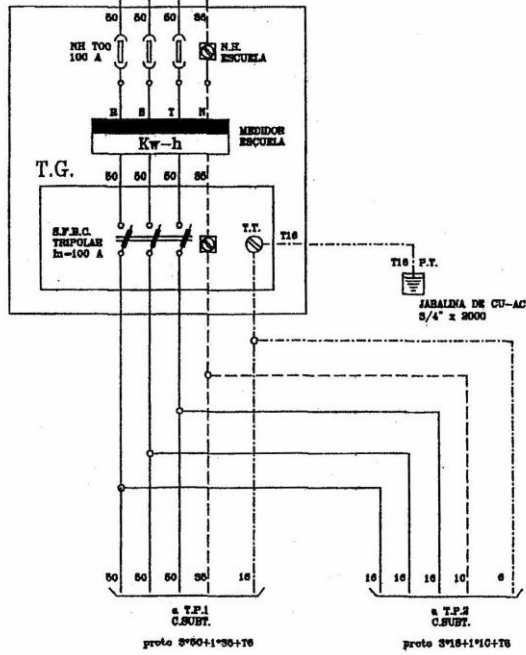 50 50 50 35
NH T00
100 A
N.H.
ESCUELA
R S T N
MEDIDOR
ESCUELA
Kw-h
T.G.
50 50 50 35
S.F.B.C.
TRIPOLAR
In-100 A
T.T.
T16
T16 P.T.
JABALINA DE CU-AC
3/4" x 2000
50 50 50 35 16
16 16 16 10 6
a T.P.1
C.SUBT.
proto 3*50+1*35+T6
a T.P.2
C.SUBT.
proto 3*16+1*10+T6